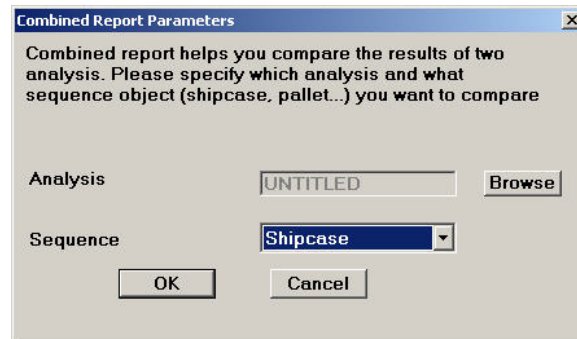 Combined Report Parameters
Combined report helps you compare the results of two
analysis. Please specify which analysis and what
sequence object (shipcase, pallet...) you want to compare
Analysis
UNTITLED
Browse
Sequence
Shipcase
OK
Cancel